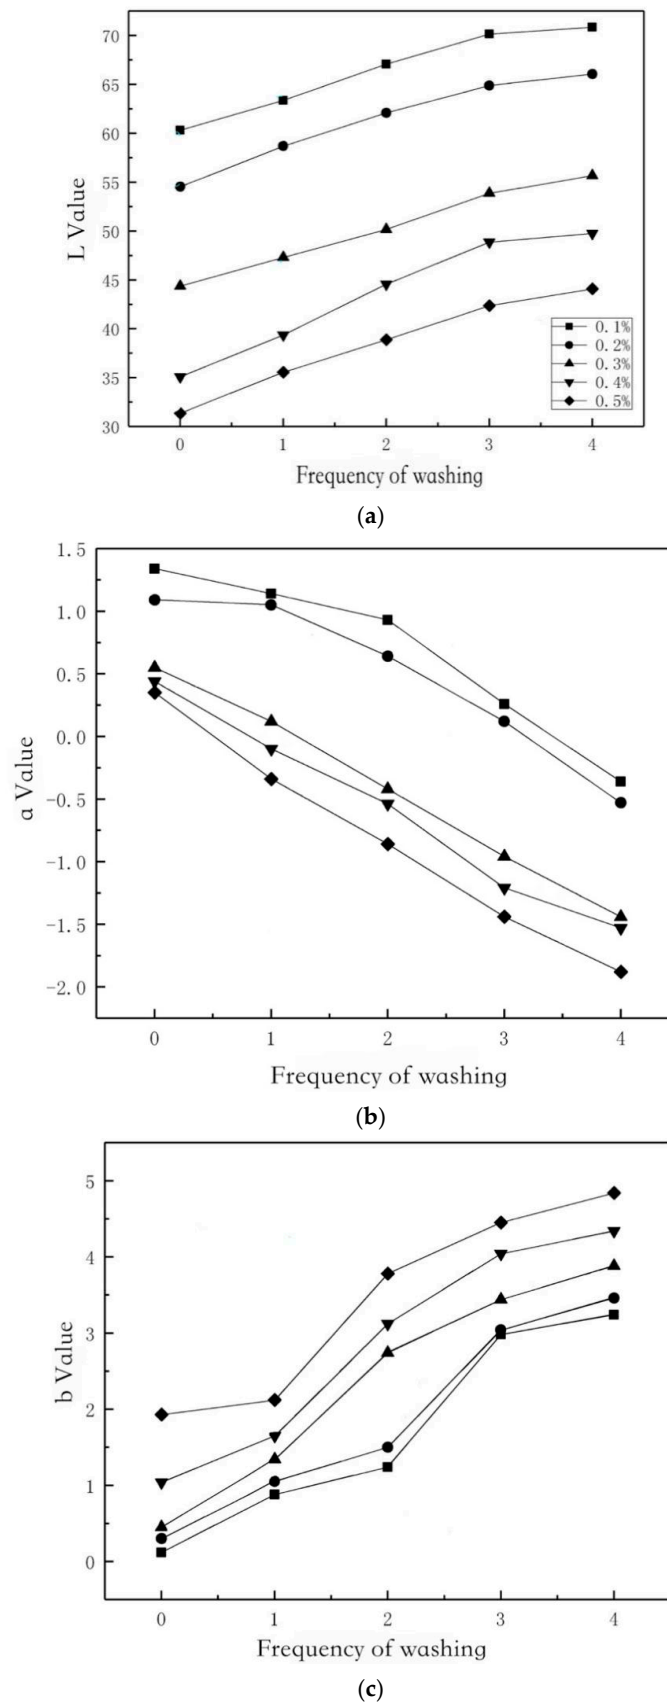 70
65
60
55
50
45
40
35
30
L Value
0.1%
0.2%
0.3%
0.4%
0.5%
0 1 2 3 4
Frequency of washing
(a)
1.5
1.0
0.5
0.0
-0.5
-1.0
-1.5
-2.0
a Value
0 1 2 3 4
Frequency of washing
(b)
5
4
3
2
1
0
b Value
0 1 2 3 4
Frequency of washing
(c)